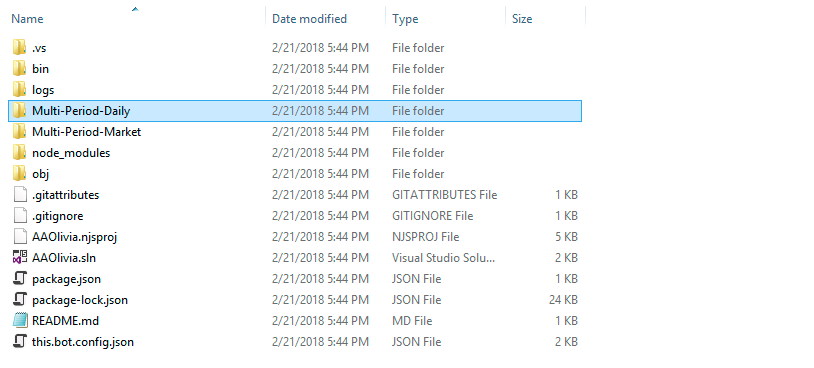 Name Date modified Type Size
.vs 2/21/2018 5:44 PM File folder
bin 2/21/2018 5:44 PM File folder
logs 2/21/2018 5:44 PM File folder
Multi-Period-Daily 2/21/2018 5:44 PM File folder
Multi-Period-Market 2/21/2018 5:44 PM File folder
node_modules 2/21/2018 5:44 PM File folder
obj 2/21/2018 5:44 PM File folder
.gitattributes 2/21/2018 5:44 PM GITATTRIBUTES File 1 KB
.gitignore 2/21/2018 5:44 PM GITIGNORE File 1 KB
AAOlivia.njsproj 2/21/2018 5:44 PM NJSPROJ File 5 KB
AAOlivia.sln 2/21/2018 5:44 PM Visual Studio Solu... 2 KB
package.json 2/21/2018 5:44 PM JSON File 1 KB
package-lock.json 2/21/2018 5:44 PM JSON File 24 KB
README.md 2/21/2018 5:44 PM MD File 1 KB
this.bot.config.json 2/21/2018 5:44 PM JSON File 2 KB